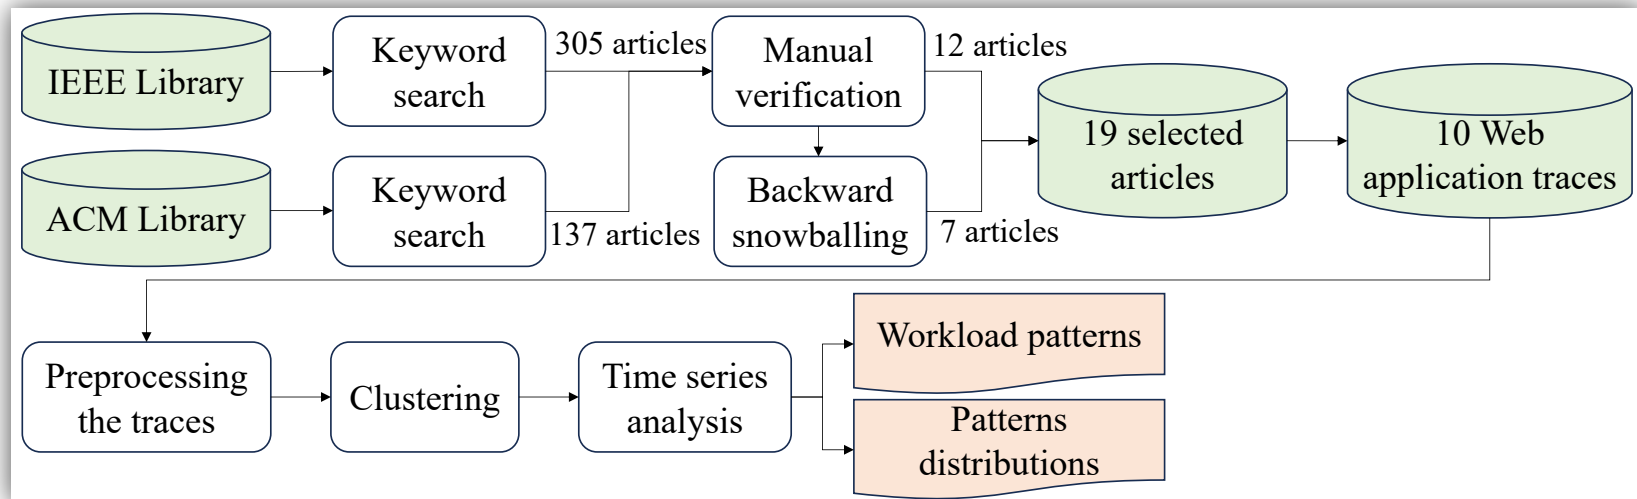 IEEE Library
Keyword
search
305 articles
Manual
verification
12 articles
19 selected
articles
10 Web
application traces
ACM Library
Keyword
search
137 articles
Backward
snowballing
7 articles
Preprocessing
the traces
Clustering
Time series
analysis
Workload patterns
Patterns
distributions